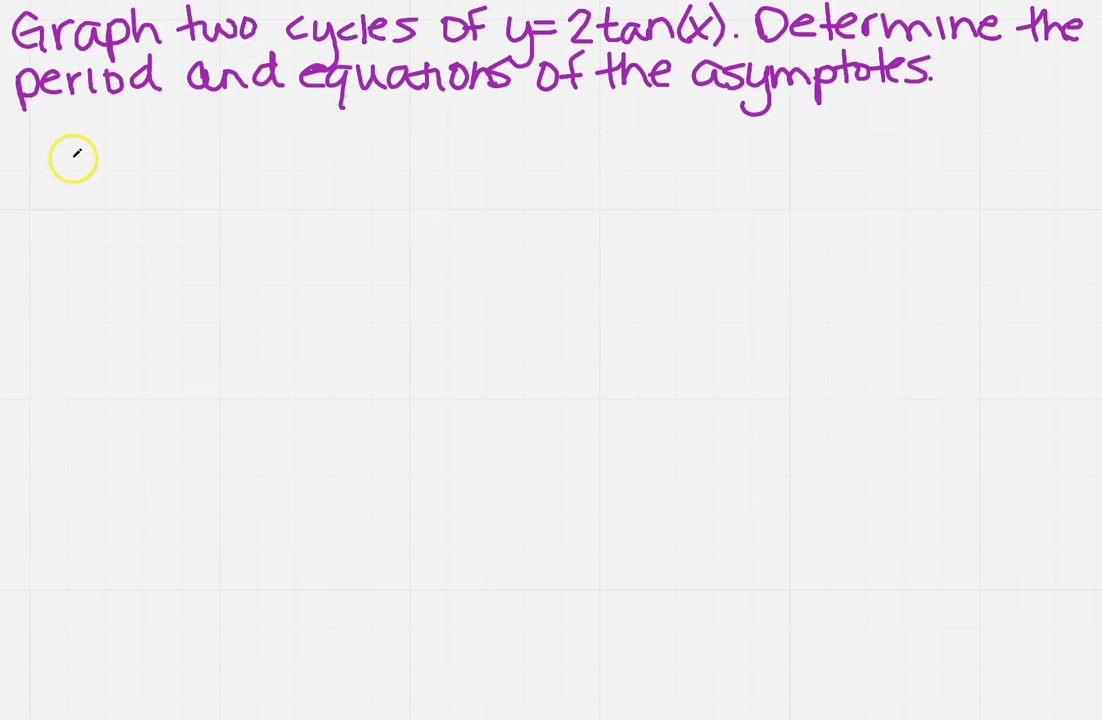 Graph two cycles of y= 2tan(x). Determine the
period and equations of the asymptotes.